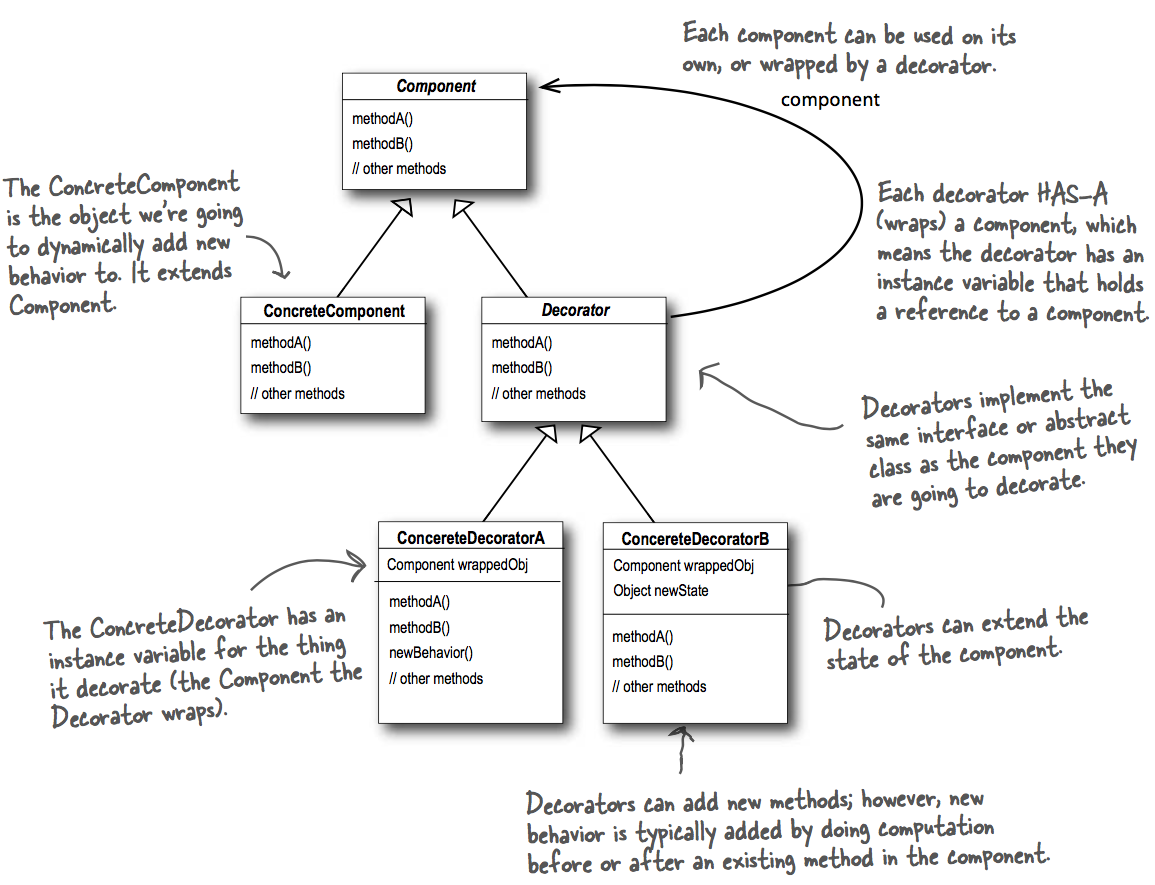 Each component can be used on its
own, or wrapped by a decorator.
component
Component
methodA()
methodB()
// other methods
The ConcreteComponent
is the object we're going
to dynamically add new
behavior to. It extends
Component.
Each decorator HAS-A
(wraps) a component, which
means the decorator has an
instance variable that holds
a reference to a component.
ConcreteComponent
methodA()
methodB()
// other methods
Decorator
methodA()
methodB()
// other methods
Decorators implement the
same interface or abstract
class as the component they
are going to decorate.
ConcereteDecoratorA
Component wrappedObj
methodA()
methodB()
newBehavior()
// other methods
ConcereteDecoratorB
Component wrappedObj
Object newState
methodA()
methodB()
// other methods
The ConcreteDecorator has an
instance variable for the thing
it decorate (the Component the
Decorator wraps).
Decorators can extend the
state of the component.
Decorators can add new methods; however, new
behavior is typically added by doing computation
before or after an existing method in the component.